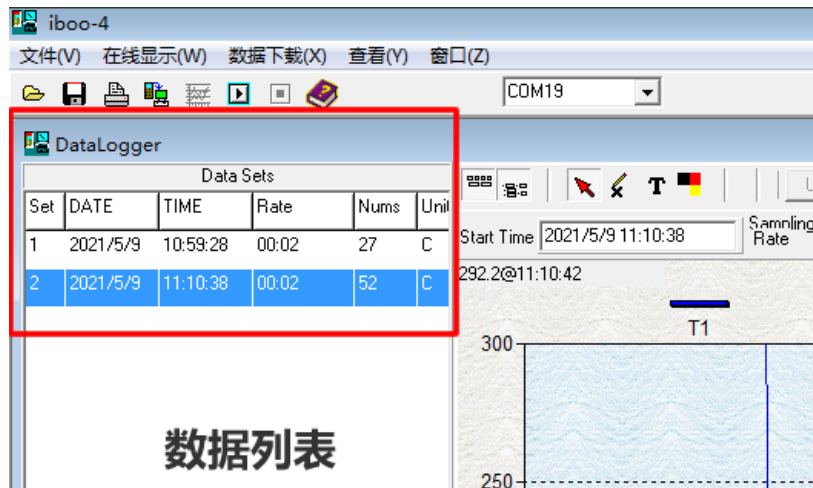 iboo-4
文件(V) 在线显示(W) 数据下载(X) 查看(Y) 窗口(Z)
COM19
DataLogger
Data Sets
Set DATE TIME Rate Nums Unit
1 2021/5/9 10:59:28 00:02 27 C
2 2021/5/9 11:10:38 00:02 52 C
数据列表
T
Start Time 2021/5/9 11:10:38 Sampling
Rate
292.2@11:10:42
T1
300
250